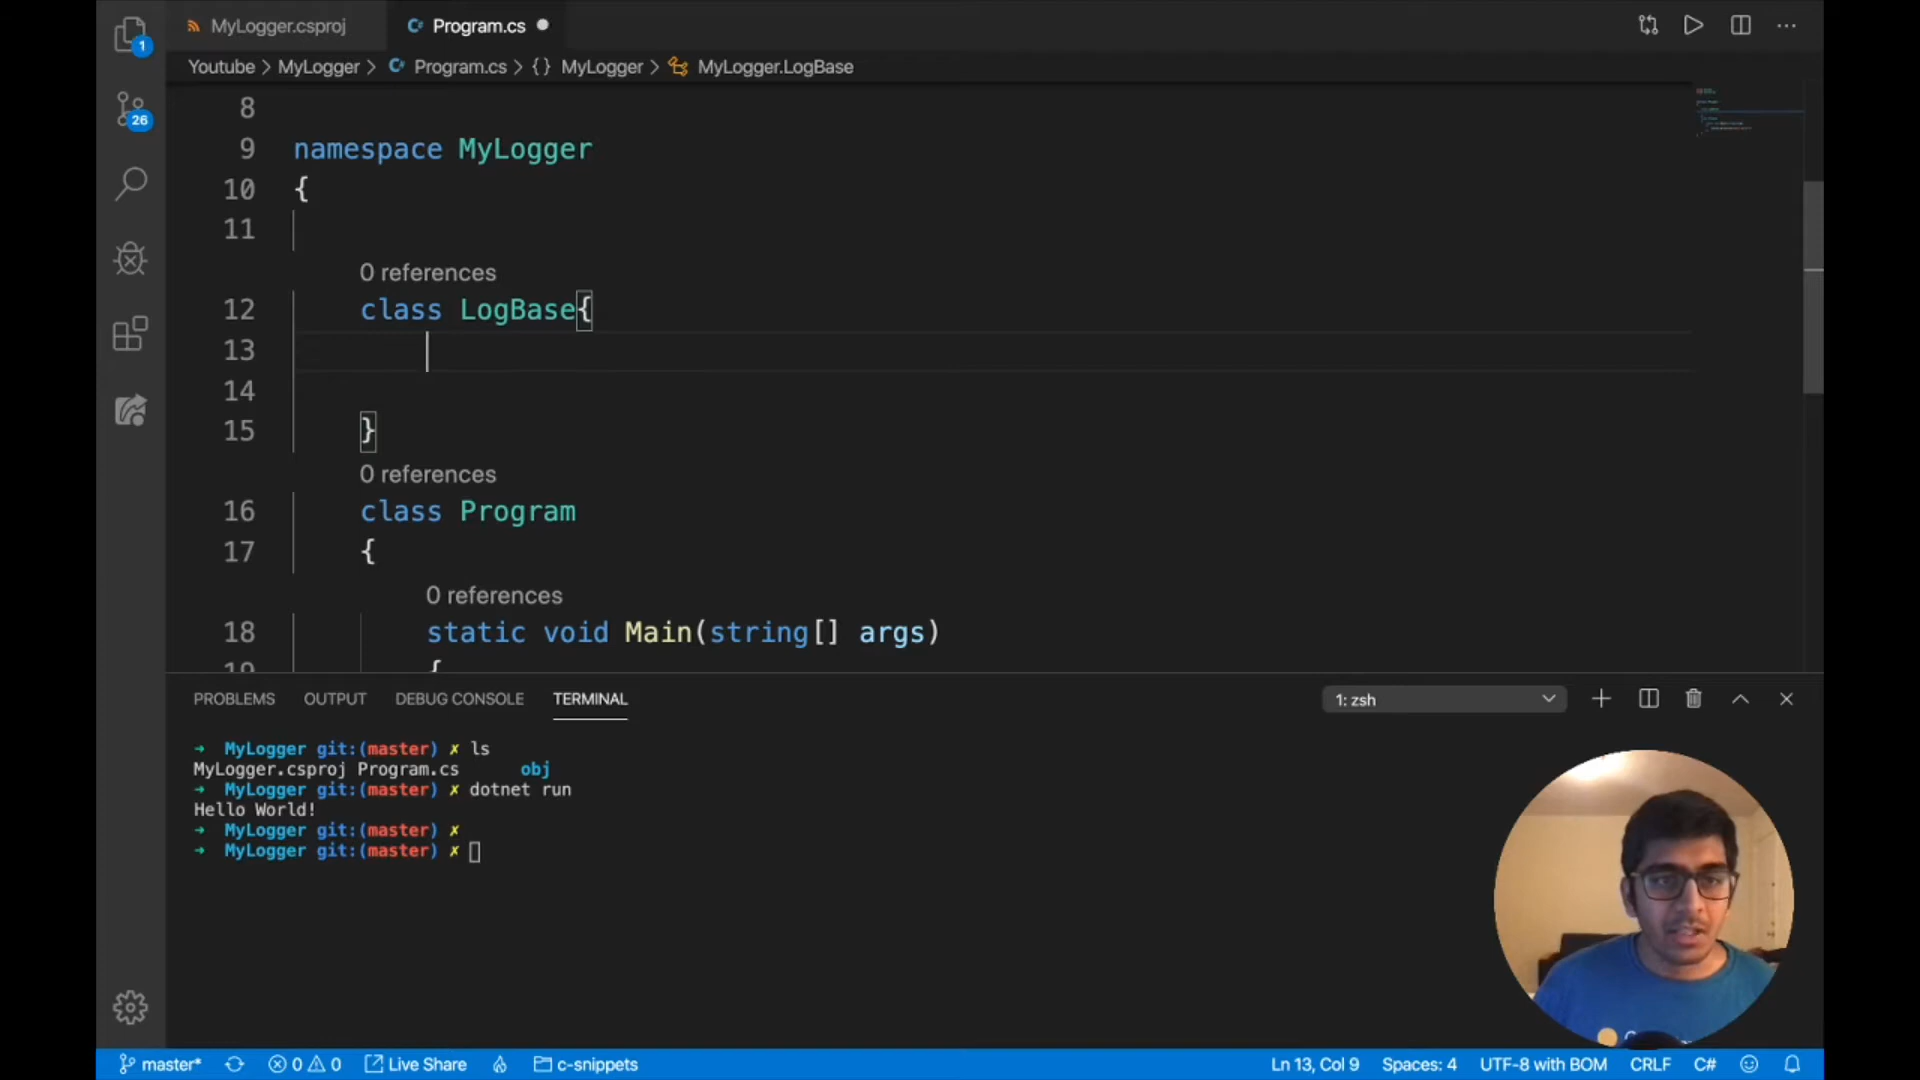 MyLogger.csproj
Program.cs
Youtube > MyLogger > Program.cs > {} MyLogger > MyLogger.LogBase
1
26
8
9 namespace MyLogger
10 {
11
0 references
12 class LogBase{
13
14
15 }
0 references
16 class Program
17 {
0 references
18 static void Main(string[] args)
19 {
PROBLEMS OUTPUT DEBUG CONSOLE TERMINAL
1: zsh
→ MyLogger git:(master) ✗ ls
MyLogger.csproj Program.cs obj
→ MyLogger git:(master) ✗ dotnet run
Hello World!
→ MyLogger git:(master) ✗
→ MyLogger git:(master) ✗
master* 0 0 Live Share c-snippets Ln 13, Col 9 Spaces: 4 UTF-8 with BOM CRLF C#